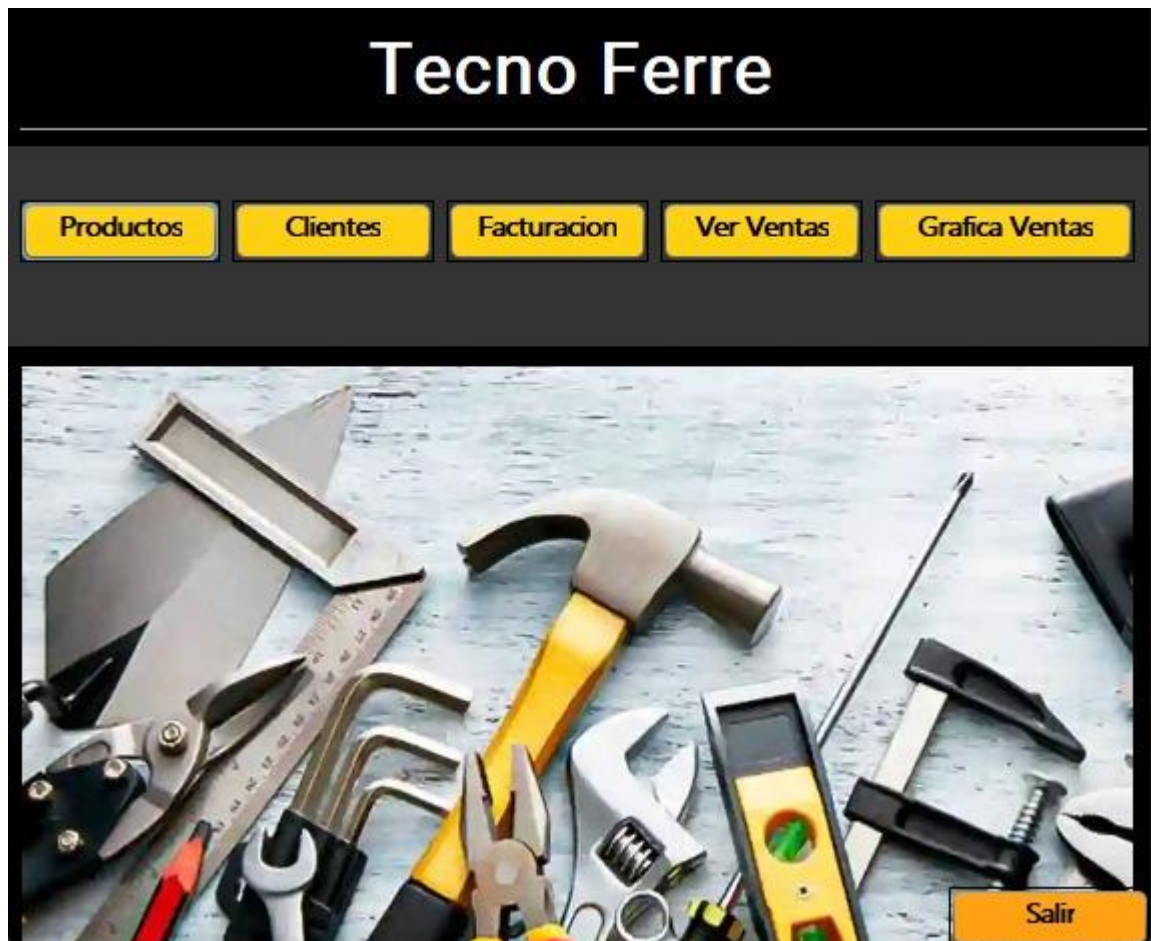 Tecno Ferre
Productos
Clientes
Facturacion
Ver Ventas
Grafica Ventas
Salir